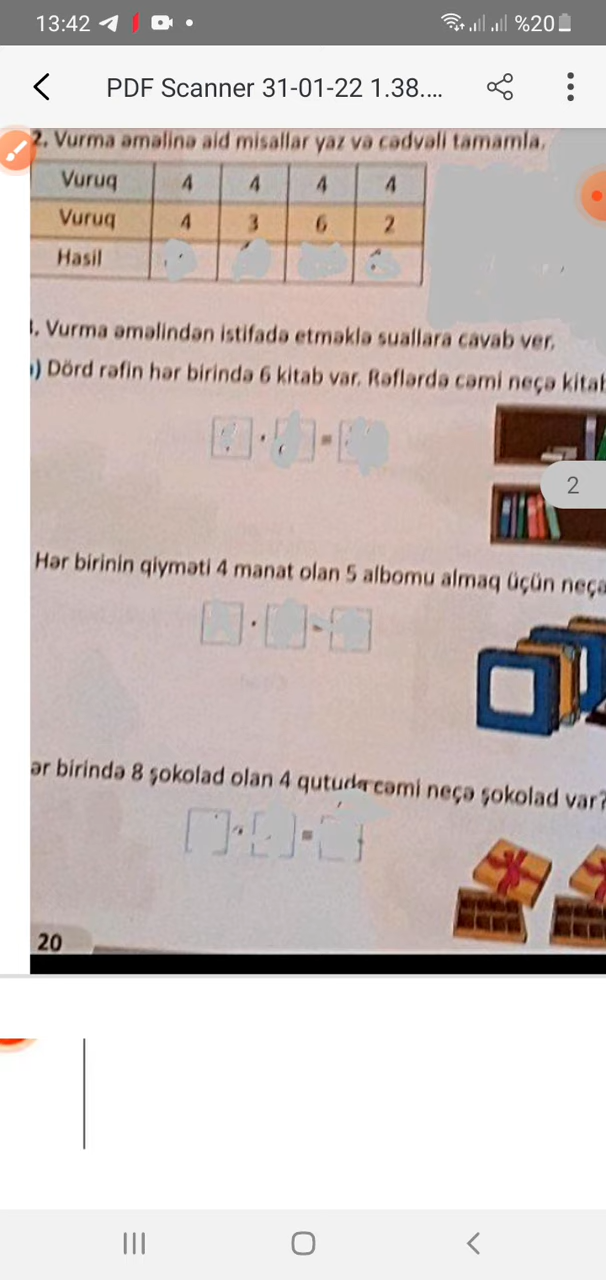 13:42 %20
PDF Scanner 31-01-22 1.38....
2. Vurma əməlinə aid misallar yaz və cədvəli tamamla.
Vuruq 4 4 4 4
Vuruq 4 3 6 2
Hasil
. Vurma əməlindən istifadə etməklə suallara cavab ver.
) Dörd rəfin hər birində 6 kitab var. Rəflərdə cəmi neçə kitab
· =
2
Hər birinin qiyməti 4 manat olan 5 albomu almaq üçün neçə
· =
ər birində 8 şokolad olan 4 qutuda cəmi neçə şokolad var?
· =
20